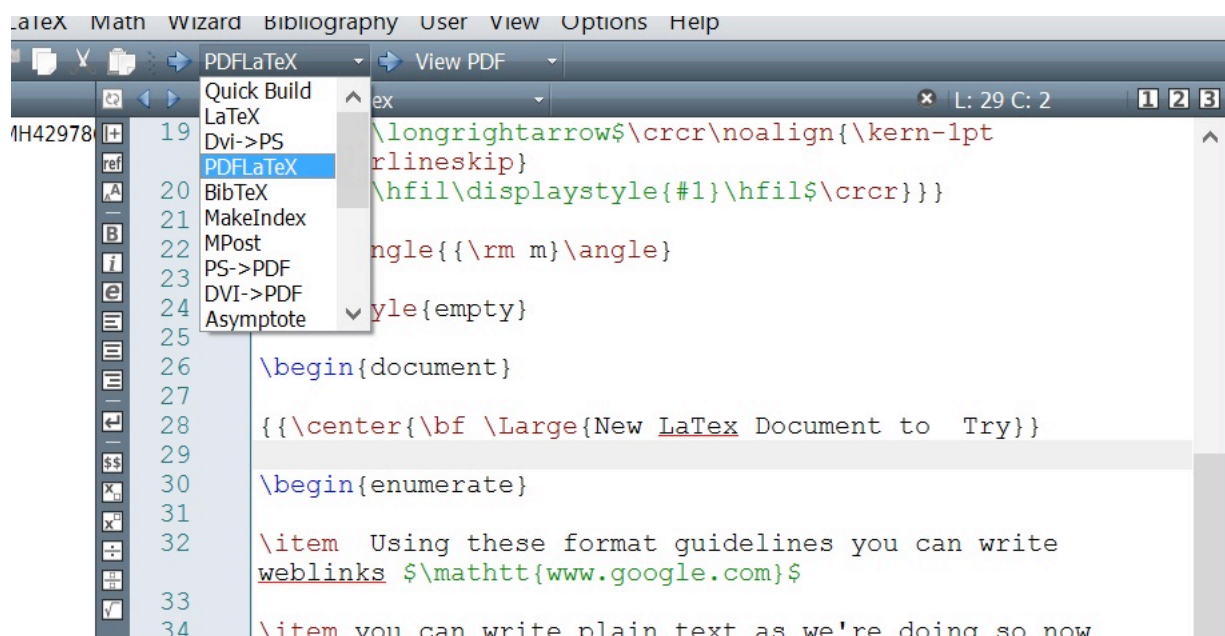 LaTeX Math Wizard Bibliography User View Options Help
PDFLaTeX View PDF
Quick Build
LaTeX
Dvi->PS
PDFLaTeX
BibTeX
MakeIndex
MPost
PS->PDF
DVI->PDF
Asymptote
ex L: 29 C: 2 1 2 3
MH42978
ref
19 \longrightarrow$\crcr\noalign{\kern-1pt
rlineskip}
20 \hfil\displaystyle{#1}\hfil$\crcr}}}
21
22 ngle{{\rm m}\angle}
23
24 yle{empty}
25
26 \begin{document}
27
28 {{\center{\bf \Large{New LaTex Document to  Try}}
29
30 \begin{enumerate}
31
32 \item  Using these format guidelines you can write
weblinks $\mathtt{www.google.com}$
33
34 \item you can write plain text as we're doing so now